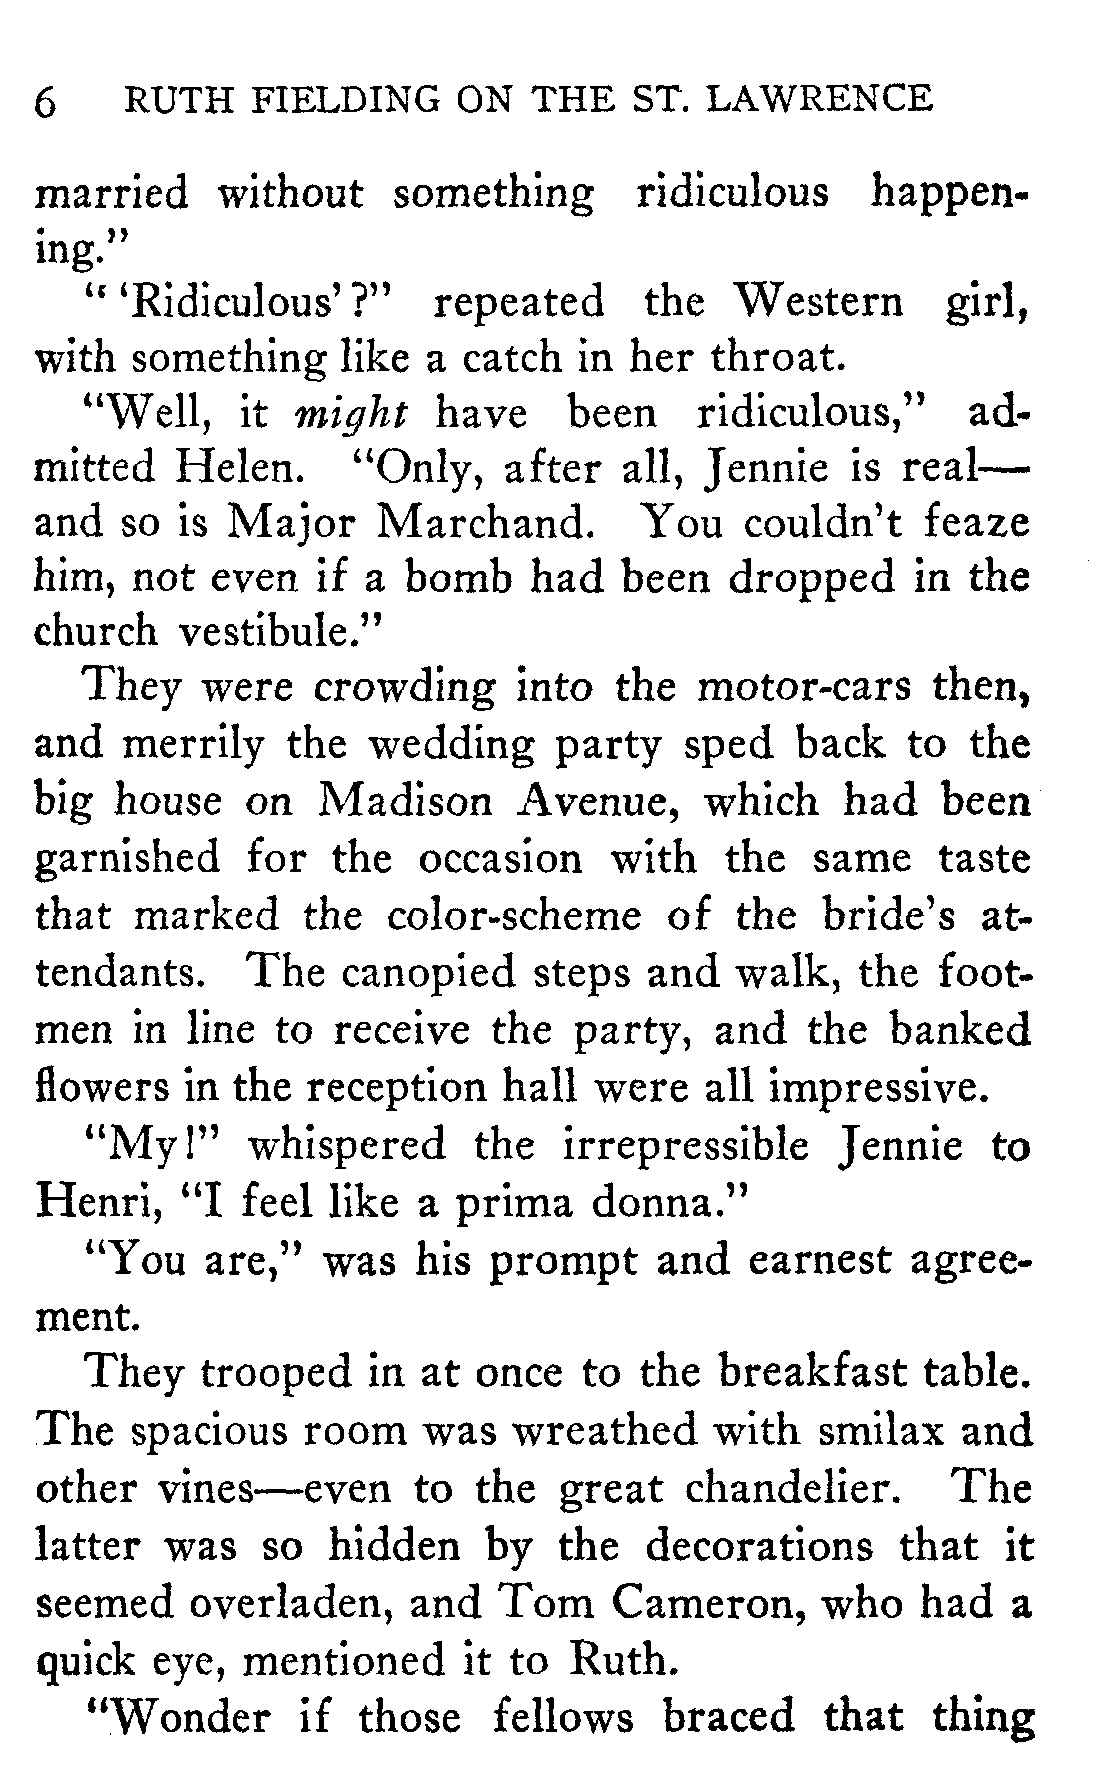 6 RUTH FIELDING ON THE ST. LAWRENCE
married without something ridiculous happen-
ing."
" 'Ridiculous'?" repeated the Western girl,
with something like a catch in her throat.
"Well, it might have been ridiculous," ad-
mitted Helen. "Only, after all, Jennie is real—
and so is Major Marchand. You couldn't feaze
him, not even if a bomb had been dropped in the
church vestibule."
They were crowding into the motor-cars then,
and merrily the wedding party sped back to the
big house on Madison Avenue, which had been
garnished for the occasion with the same taste
that marked the color-scheme of the bride's at-
tendants. The canopied steps and walk, the foot-
men in line to receive the party, and the banked
flowers in the reception hall were all impressive.
"My!" whispered the irrepressible Jennie to
Henri, "I feel like a prima donna."
"You are," was his prompt and earnest agree-
ment.
They trooped in at once to the breakfast table.
The spacious room was wreathed with smilax and
other vines—even to the great chandelier. The
latter was so hidden by the decorations that it
seemed overladen, and Tom Cameron, who had a
quick eye, mentioned it to Ruth.
"Wonder if those fellows braced that thing